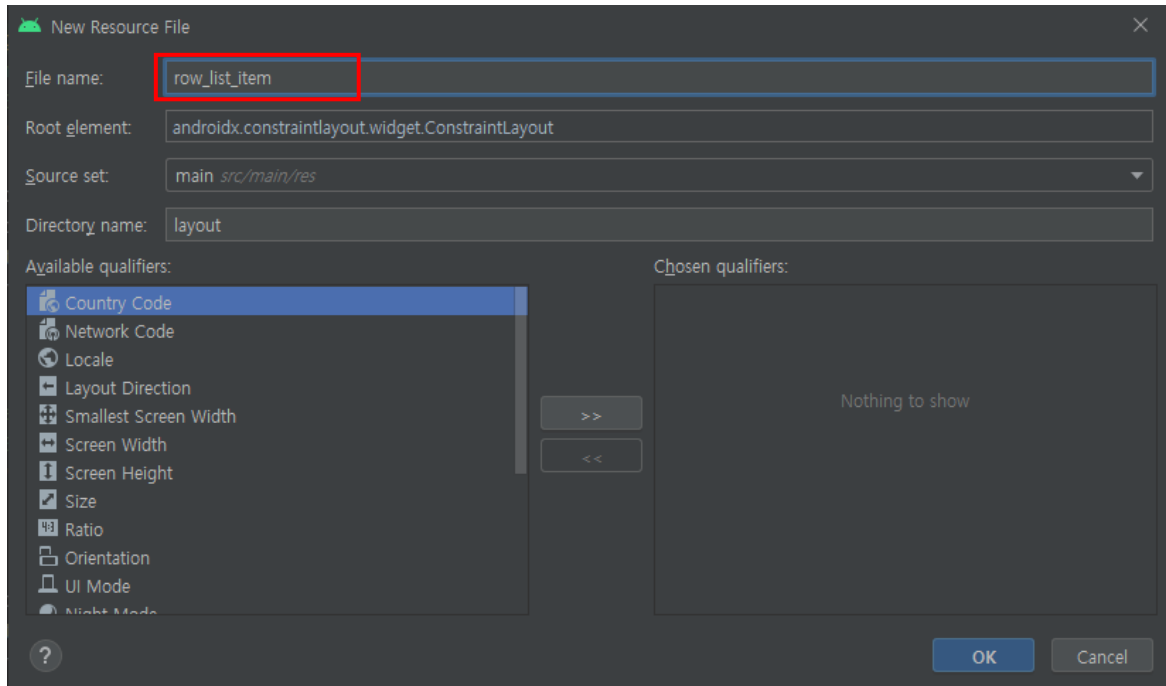 New Resource File
File name: row_list_item
Root element: androidx.constraintlayout.widget.ConstraintLayout
Source set: main src/main/res
Directory name: layout
Available qualifiers:
Chosen qualifiers:
Country Code
Network Code
Locale
Layout Direction
Smallest Screen Width
Screen Width
Screen Height
Size
Ratio
Orientation
UI Mode
Night Mode
>>
<<
Nothing to show
?
OK
Cancel